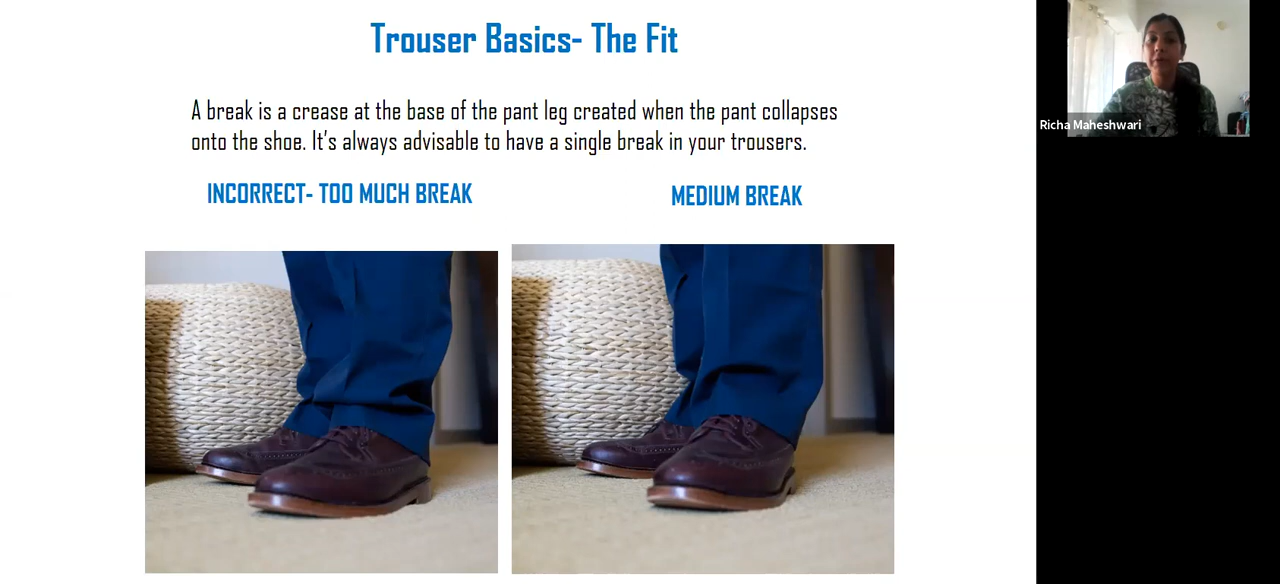 Trouser Basics- The Fit
A break is a crease at the base of the pant leg created when the pant collapses
onto the shoe. It's always advisable to have a single break in your trousers.
INCORRECT- TOO MUCH BREAK
MEDIUM BREAK
Richa Maheshwari